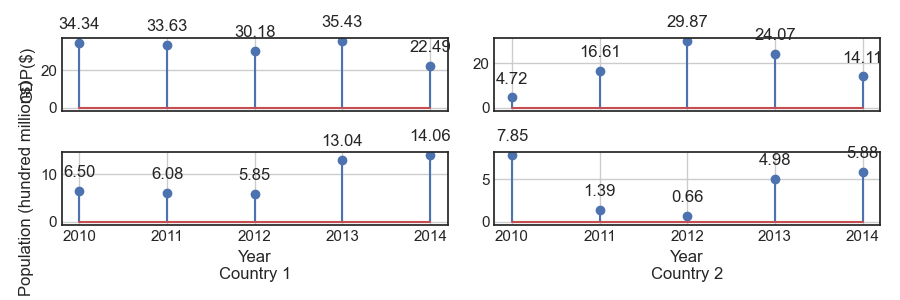 34.34 33.63 30.18 35.43 22.49
20
0
GDP($)
4.72 16.61 29.87 24.07 14.11
20
0
6.50 6.08 5.85 13.04 14.06
10
0
Population (hundred millions)
2010 2011 2012 2013 2014
Year
Country 1
7.85 1.39 0.66 4.98 5.88
5
0
2010 2011 2012 2013 2014
Year
Country 2